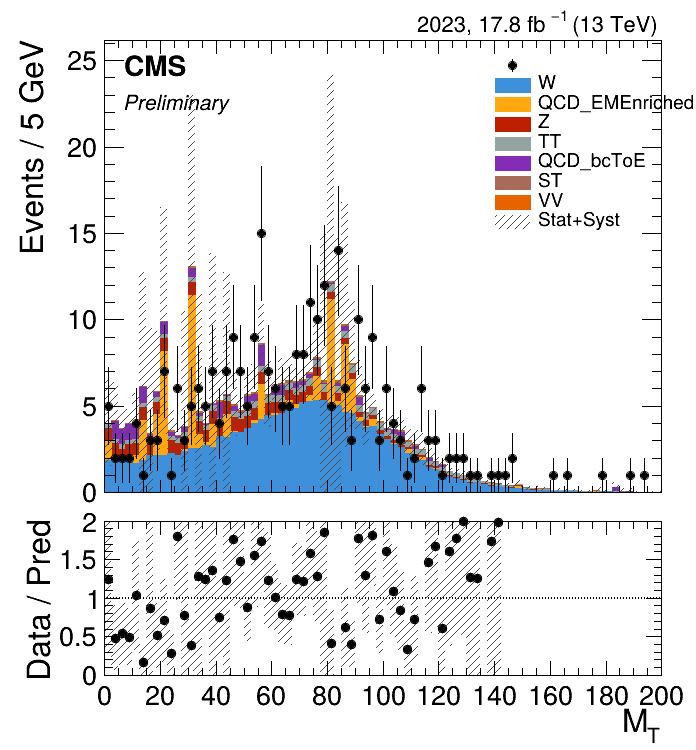 2023, 17.8 fb⁻¹ (13 TeV)
CMS
Preliminary
W
QCD_EMEnriched
Z
TT
QCD_bcToE
ST
VV
Stat+Syst
Events / 5 GeV
25
20
15
10
5
0
Data / Pred
2
1.5
1
0.5
0
0 20 40 60 80 100 120 140 160 180 200
M_T